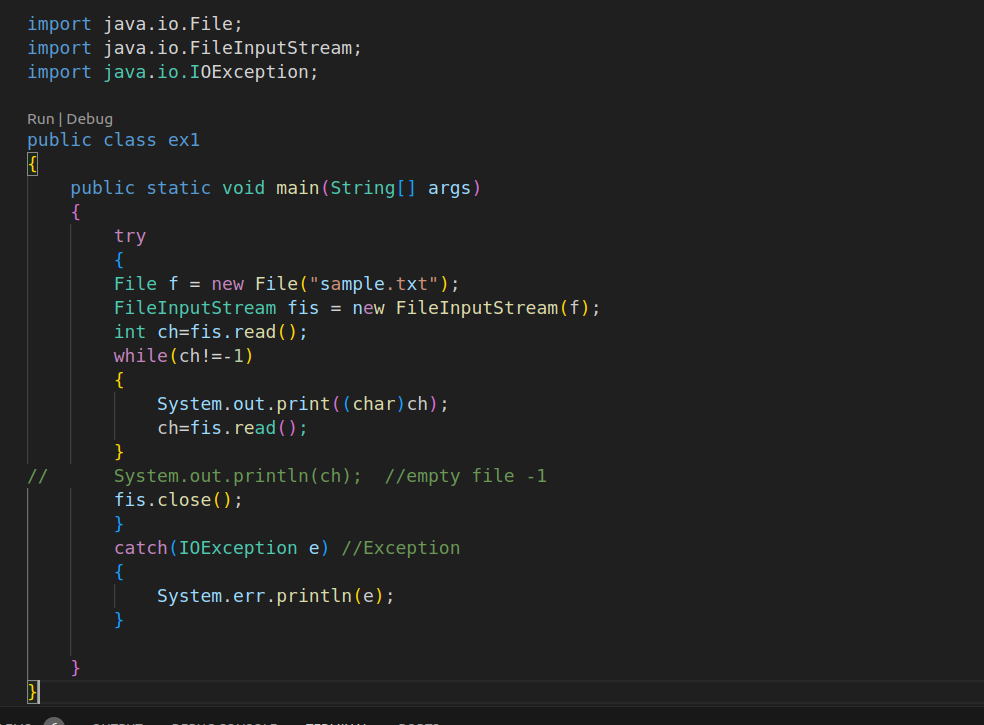 import java.io.File;
import java.io.FileInputStream;
import java.io.IOException;
Run | Debug
public class ex1
{
    public static void main(String[] args)
    {
        try
        {
        File f = new File("sample.txt");
        FileInputStream fis = new FileInputStream(f);
        int ch=fis.read();
        while(ch!=-1)
        {
            System.out.print((char)ch);
            ch=fis.read();
        }
//      System.out.println(ch);  //empty file -1
        fis.close();
        }
        catch(IOException e) //Exception
        {
            System.err.println(e);
        }
    }
}